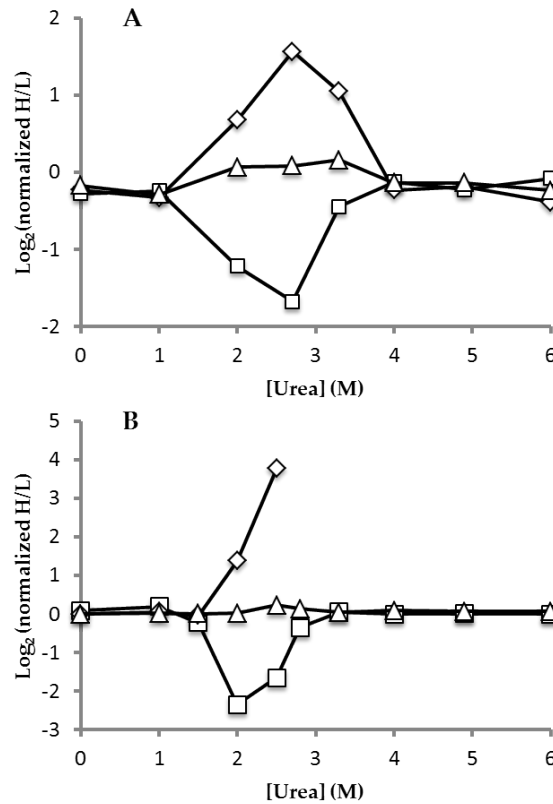 A
Log₂(normalized H/L)
2
1
0
-1
-2
0 1 2 3 4 5 6
[Urea] (M)
B
Log₂ (normalized H/L)
5
4
3
2
1
0
-1
-2
-3
0 1 2 3 4 5 6
[Urea] (M)